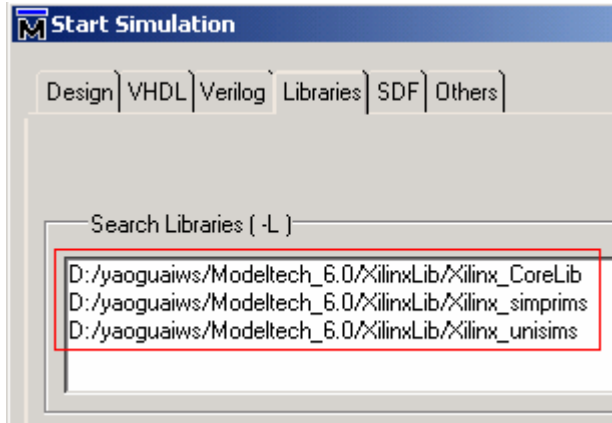 Start Simulation
Design VHDL Verilog Libraries SDF Others
Search Libraries ( -L )
D:/yaoguaiws/Modeltech_6.0/XilinxLib/Xilinx_CoreLib
D:/yaoguaiws/Modeltech_6.0/XilinxLib/Xilinx_simprims
D:/yaoguaiws/Modeltech_6.0/XilinxLib/Xilinx_unisims